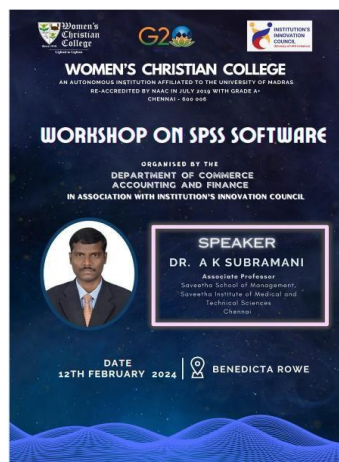 Women's
Christian
College
G20
INSTITUTION'S
INNOVATION
COUNCIL
WOMEN'S CHRISTIAN COLLEGE
AN AUTONOMOUS INSTITUTION AFFILIATED TO THE UNIVERSITY OF MADRAS
RE-ACCREDITED BY NAAC IN JULY 2019 WITH GRADE A+
CHENNAI - 600 006
WORKSHOP ON SPSS SOFTWARE
ORGANISED BY THE
DEPARTMENT OF COMMERCE
ACCOUNTING AND FINANCE
IN ASSOCIATION WITH INSTITUTION'S INNOVATION COUNCIL
SPEAKER
DR. A K SUBRAMANI
Associate Professor
Saveetha School of Management,
Saveetha Institute of Medical and
Technical Sciences
Chennai
DATE
12TH FEBRUARY 2024
BENEDICTA ROWE